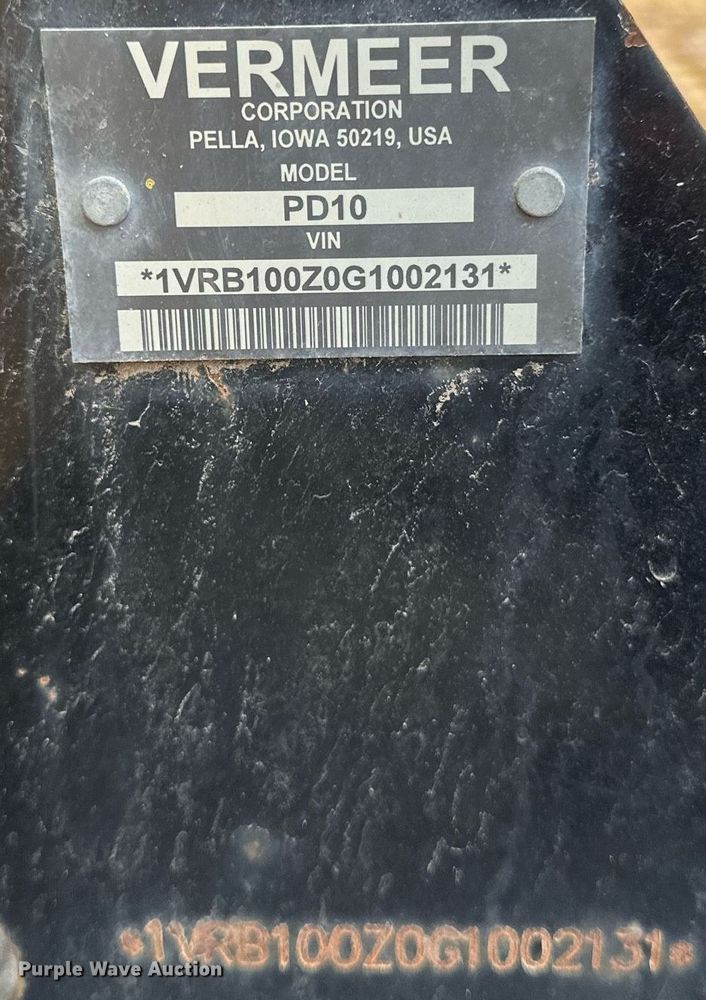 VERMEER
CORPORATION
PELLA, IOWA 50219, USA
MODEL
PD10
VIN
*1VRB100Z0G1002131*
*1VRB100Z0G1002131*
Purple Wave Auction